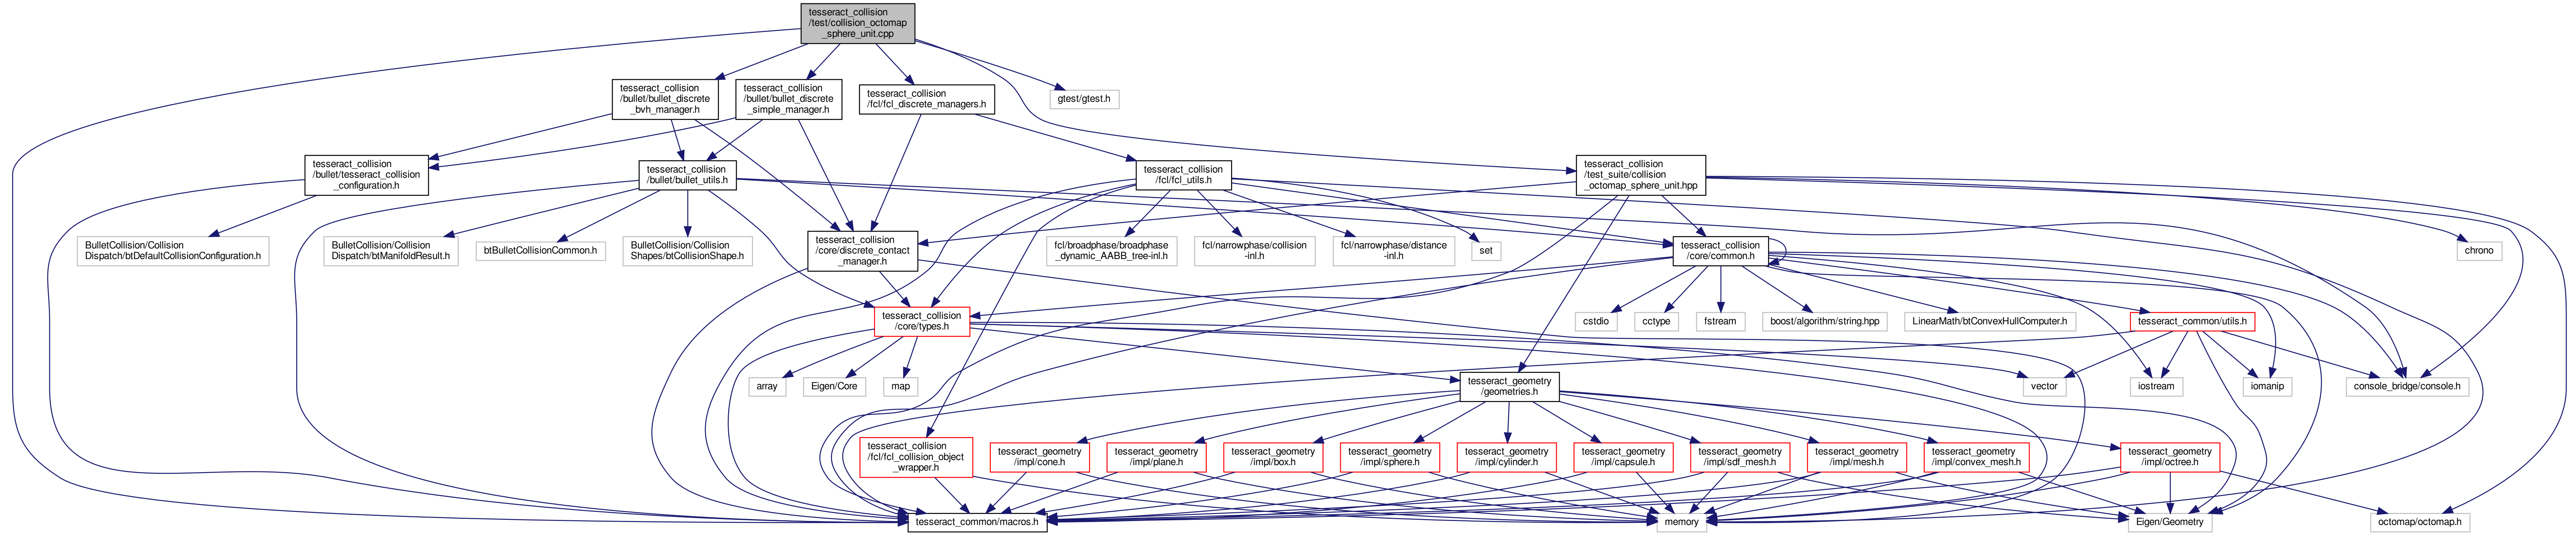 tesseract_collision
/test/collision_octomap
_sphere_unit.cpp
tesseract_collision
/bullet/bullet_discrete
_bvh_manager.h
tesseract_collision
/bullet/bullet_discrete
_simple_manager.h
tesseract_collision
/fcl/fcl_discrete_managers.h
gtest/gtest.h
tesseract_collision
/bullet/tesseract_collision
_configuration.h
tesseract_collision
/bullet/bullet_utils.h
tesseract_collision
/fcl/fcl_utils.h
tesseract_collision
/test_suite/collision
_octomap_sphere_unit.hpp
BulletCollision/Collision
Dispatch/btDefaultCollisionConfiguration.h
BulletCollision/Collision
Dispatch/btManifoldResult.h
btBulletCollisionCommon.h
BulletCollision/Collision
Shapes/btCollisionShape.h
tesseract_collision
/core/discrete_contact
_manager.h
fcl/broadphase/broadphase
_dynamic_AABB_tree-inl.h
fcl/narrowphase/collision
-inl.h
fcl/narrowphase/distance
-inl.h
set
tesseract_collision
/core/common.h
chrono
tesseract_collision
/core/types.h
cstdio
cctype
fstream
boost/algorithm/string.hpp
LinearMath/btConvexHullComputer.h
tesseract_common/utils.h
array
Eigen/Core
map
tesseract_geometry
/geometries.h
vector
iostream
iomanip
console_bridge/console.h
tesseract_collision
/fcl/fcl_collision_object
_wrapper.h
tesseract_geometry
/impl/cone.h
tesseract_geometry
/impl/plane.h
tesseract_geometry
/impl/box.h
tesseract_geometry
/impl/sphere.h
tesseract_geometry
/impl/cylinder.h
tesseract_geometry
/impl/capsule.h
tesseract_geometry
/impl/sdf_mesh.h
tesseract_geometry
/impl/mesh.h
tesseract_geometry
/impl/convex_mesh.h
tesseract_geometry
/impl/octree.h
tesseract_common/macros.h
memory
Eigen/Geometry
octomap/octomap.h